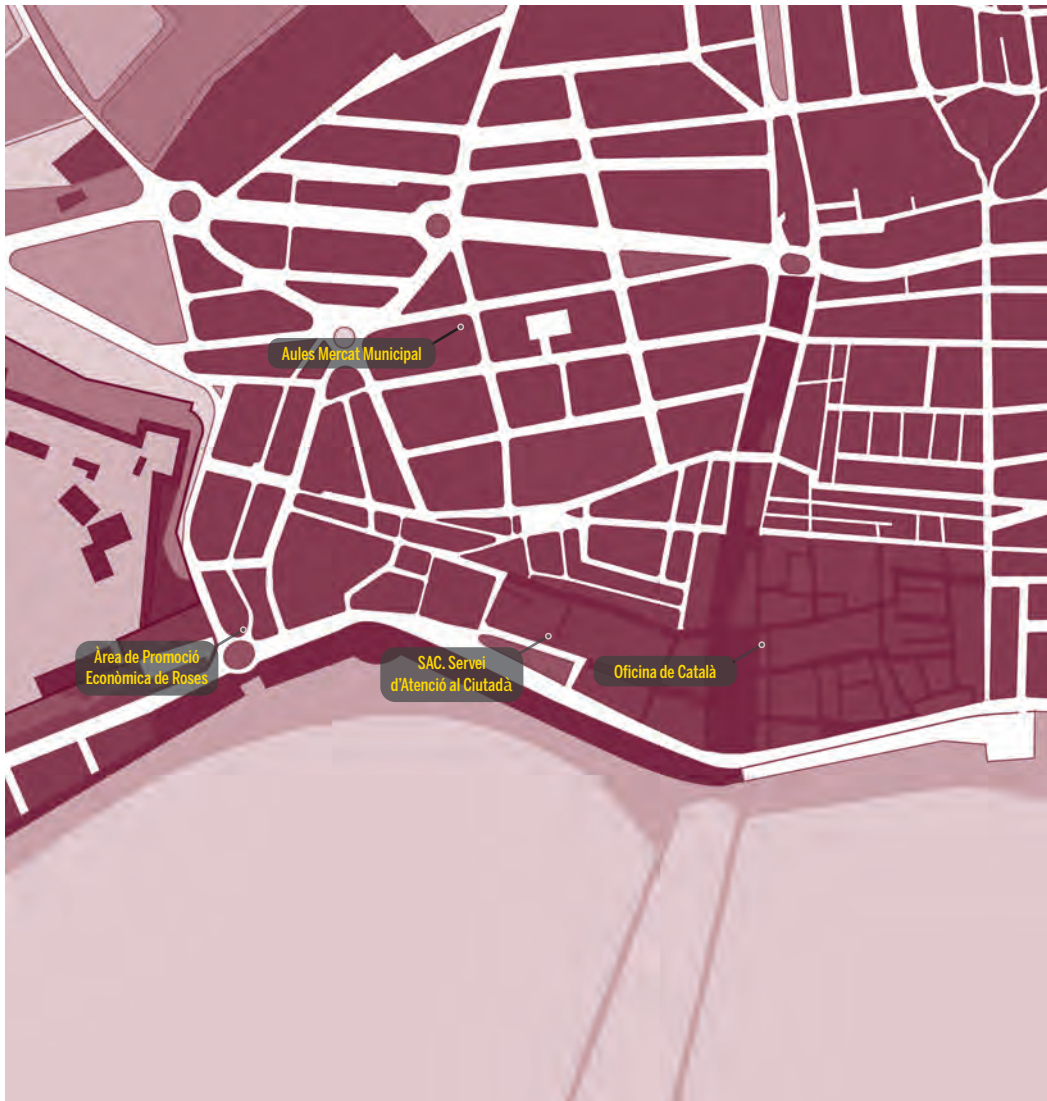 Aules Mercat Municipal
Àrea de Promoció
Econòmica de Roses
SAC. Servei
d'Atenció al Ciutadà
Oficina de Català